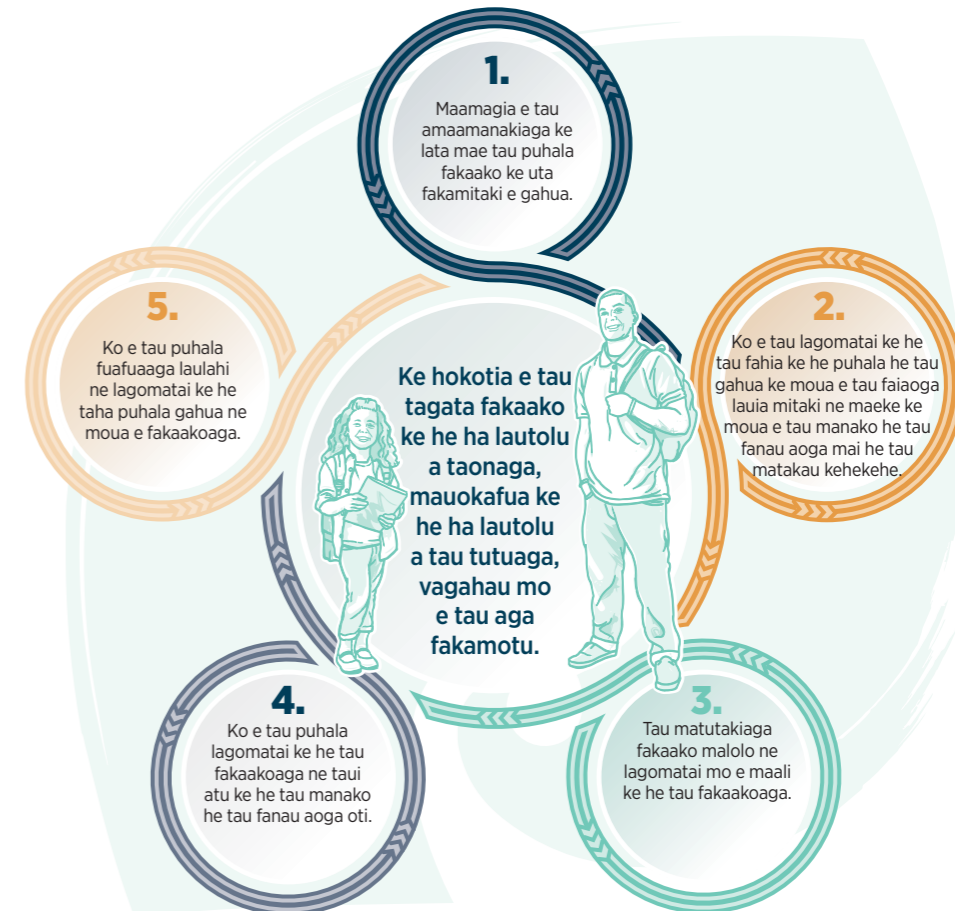 1.
Maamagia e tau
amaamanakiaga ke
lata mae tau puhala
fakaako ke uta
fakamitaki e gahua.
2.
Ko e tau lagomatai ke he
tau fahia ke he puhala he tau
gahua ke moua e tau faiaoga
lauia mitaki ne maeke ke
moua e tau manako he tau
fanau aoga mai he tau
matakau kehekehe.
3.
Tau matutakiaga
fakaako malolo ne
lagomatai mo e maali
ke he tau fakaakoaga.
4.
Ko e tau puhala
lagomatai ke he tau
fakaakoaga ne taui
atu ke he tau manako
he tau fanau aoga oti.
5.
Ko e tau puhala
fuafuaaga laulahi
ne lagomatai ke he
taha puhala gahua ne
moua e fakaakoaga.
Ke hokotia e tau
tagata fakaako
ke he ha lautolu
a taonaga,
mauokafua ke
he ha lautolu
a tau tutuaga,
vagahau mo
e tau aga
fakamotu.